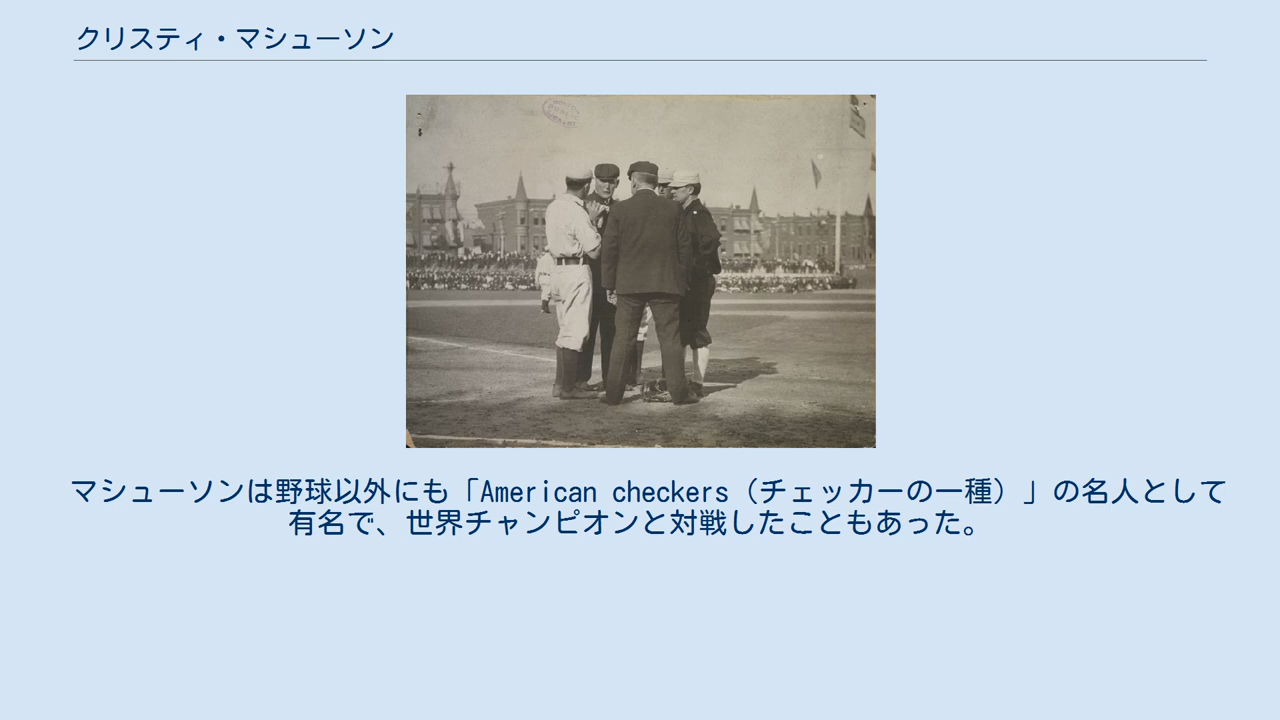 クリスティ・マシューソン
マシューソンは野球以外にも「American checkers（チェッカーの一種）」の名人として
有名で、世界チャンピオンと対戦したこともあった。